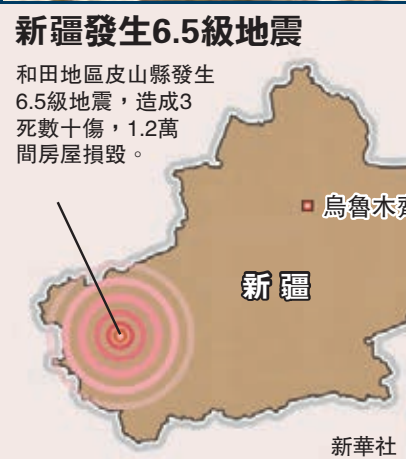 新疆發生6.5級地震
和田地區皮山縣發生
6.5級地震，造成3
死數十傷，1.2萬
間房屋損毀。
烏魯木齊
新疆
新華社